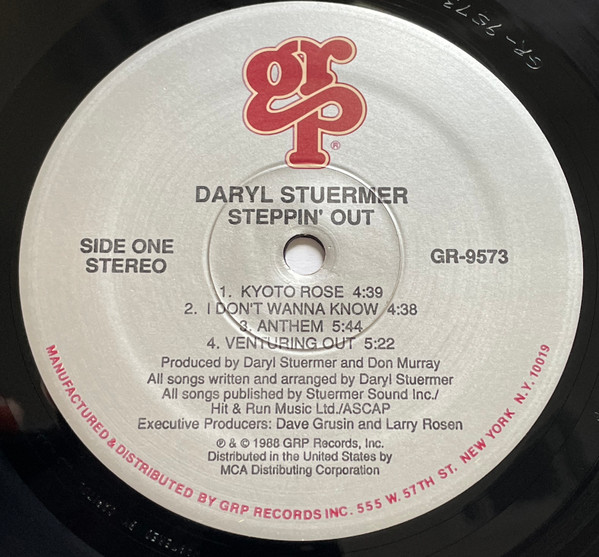 GR-9573
grp®
DARYL STUERMER
STEPPIN' OUT
SIDE ONE
STEREO
GR-9573
1. KYOTO ROSE 4:39
2. I DON'T WANNA KNOW 4:38
3. ANTHEM 5:44
4. VENTURING OUT 5:22
Produced by Daryl Stuermer and Don Murray
All songs written and arranged by Daryl Stuermer
All songs published by Stuermer Sound Inc./
Hit & Run Music Ltd./ASCAP
Executive Producers: Dave Grusin and Larry Rosen
℗ & © 1988 GRP Records, Inc.
Distributed in the United States by
MCA Distributing Corporation
MANUFACTURED & DISTRIBUTED BY GRP RECORDS INC. 555 W. 57TH ST. NEW YORK N.Y. 10019